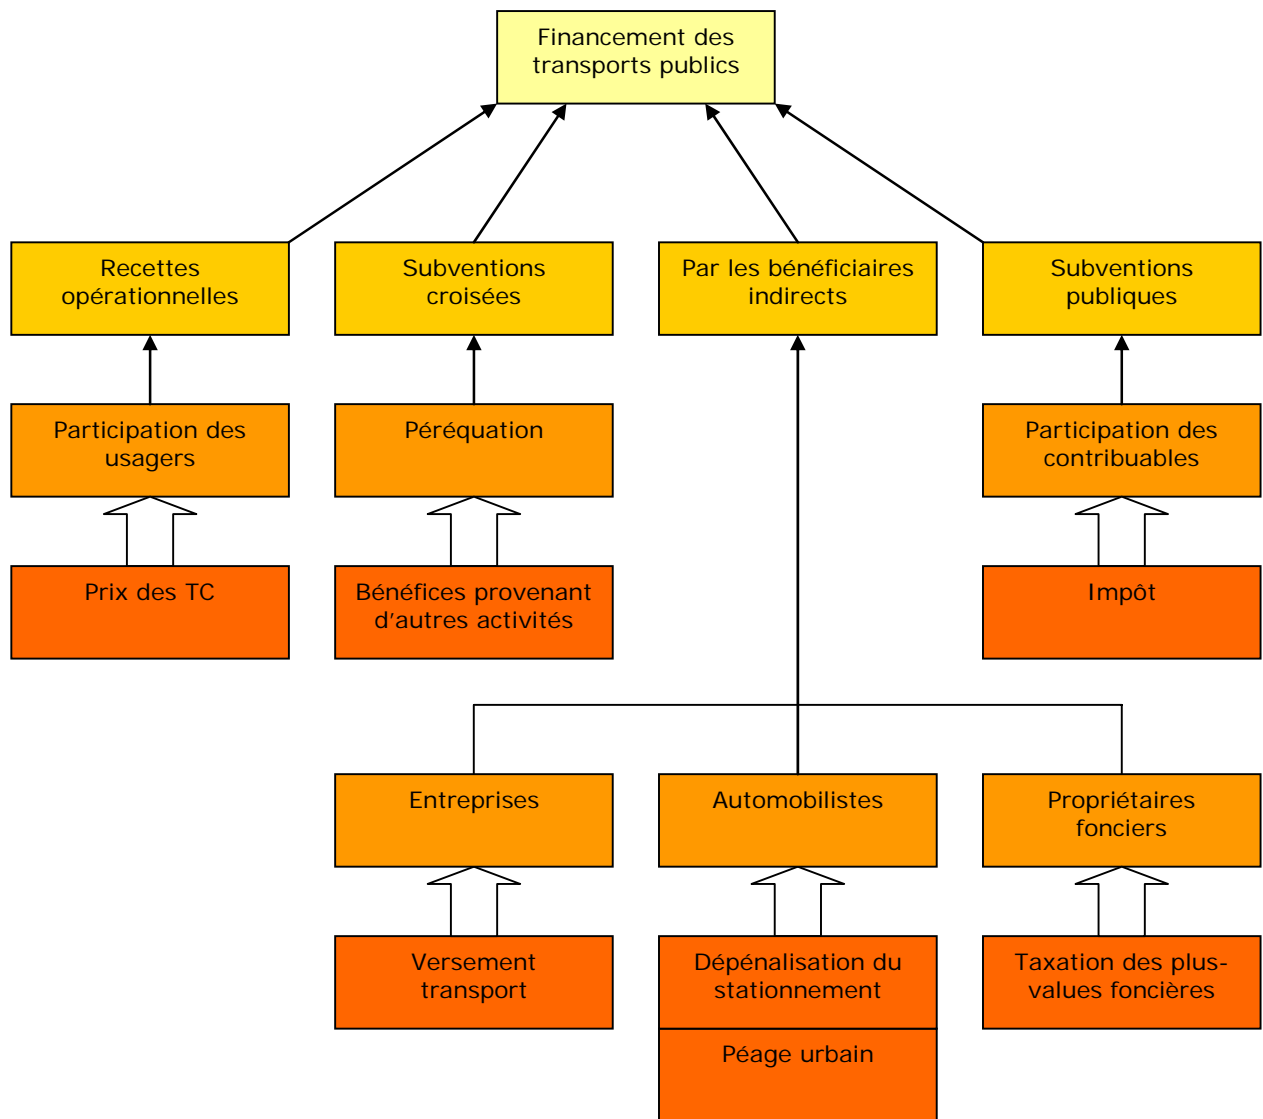 Financement des
transports publics
Recettes
opérationnelles
Subventions
croisées
Par les bénéficiaires
indirects
Subventions
publiques
Participation des
usagers
Péréquation
Participation des
contribuables
Prix des TC
Bénéfices provenant
d'autres activités
Impôt
Entreprises
Automobilistes
Propriétaires
fonciers
Versement
transport
Dépénalisation du
stationnement
Taxation des plus-
values foncières
Péage urbain